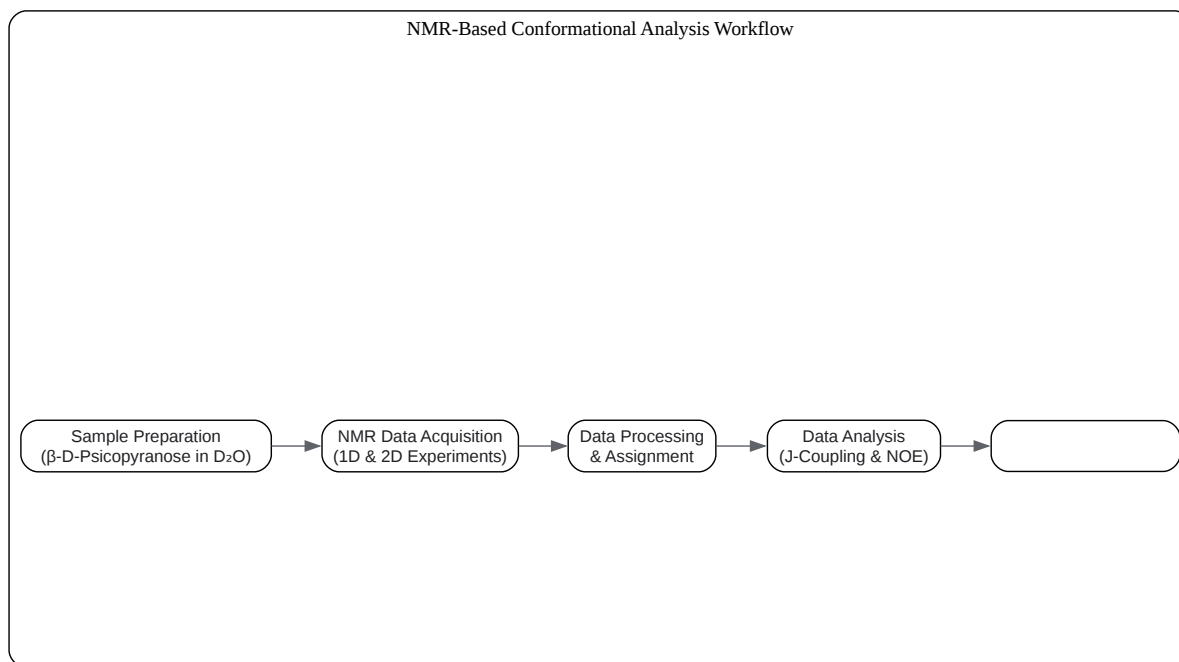 NMR-Based Conformational Analysis Workflow
Sample Preparation
(β-D-Psicopyranose in D₂O)
NMR Data Acquisition
(1D & 2D Experiments)
Data Processing
& Assignment
Data Analysis
(J-Coupling & NOE)